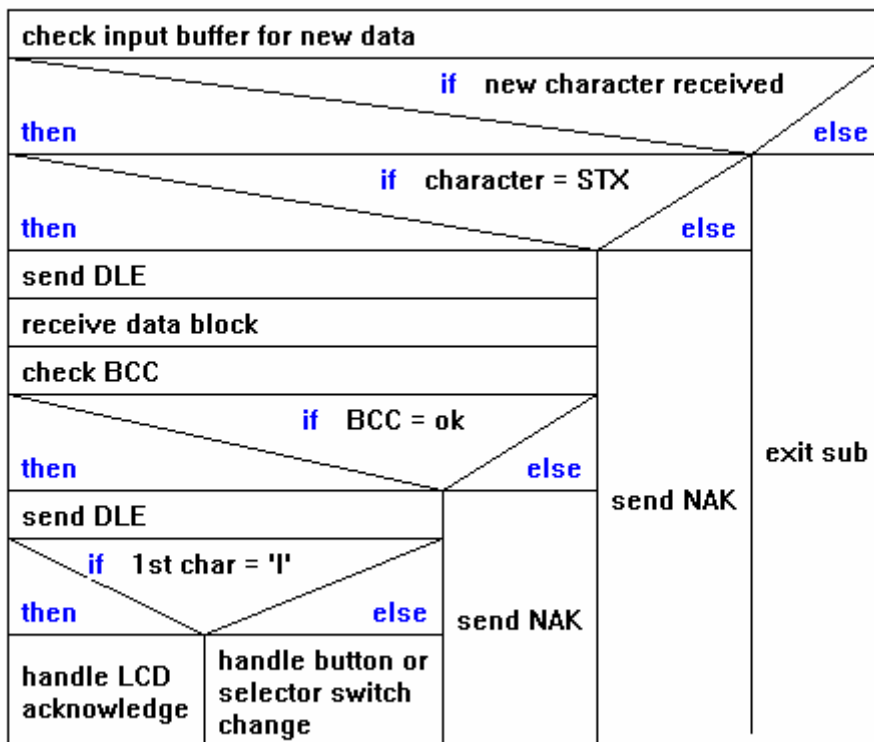 check input buffer for new data
if new character received
then else
if character = STX
then else
send DLE
receive data block
check BCC
if BCC = ok
exit sub
then else
send NAK
send DLE
if 1st char = 'I'
then else
send NAK
handle LCD
acknowledge
handle button or
selector switch
change